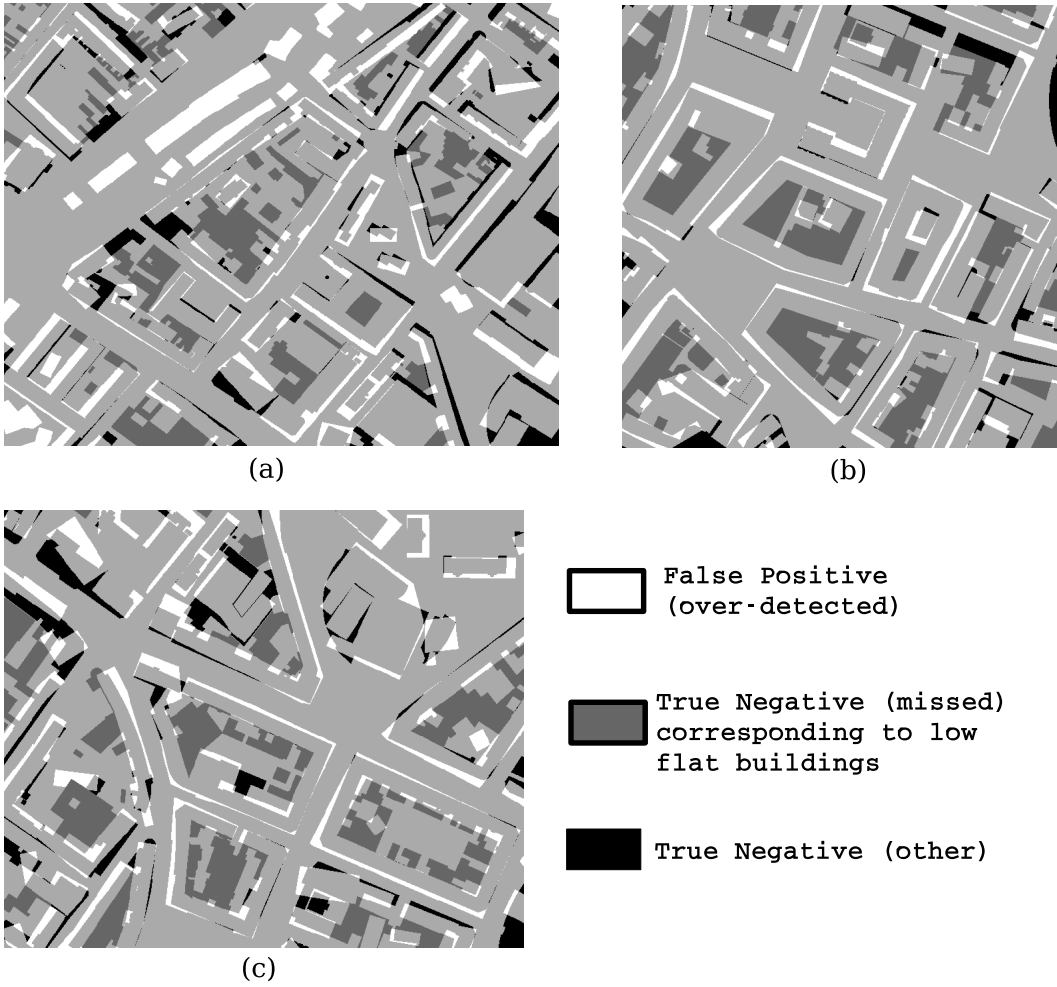 (a)
(b)
False Positive
(over-detected)
True Negative (missed)
corresponding to low
flat buildings
True Negative (other)
(c)